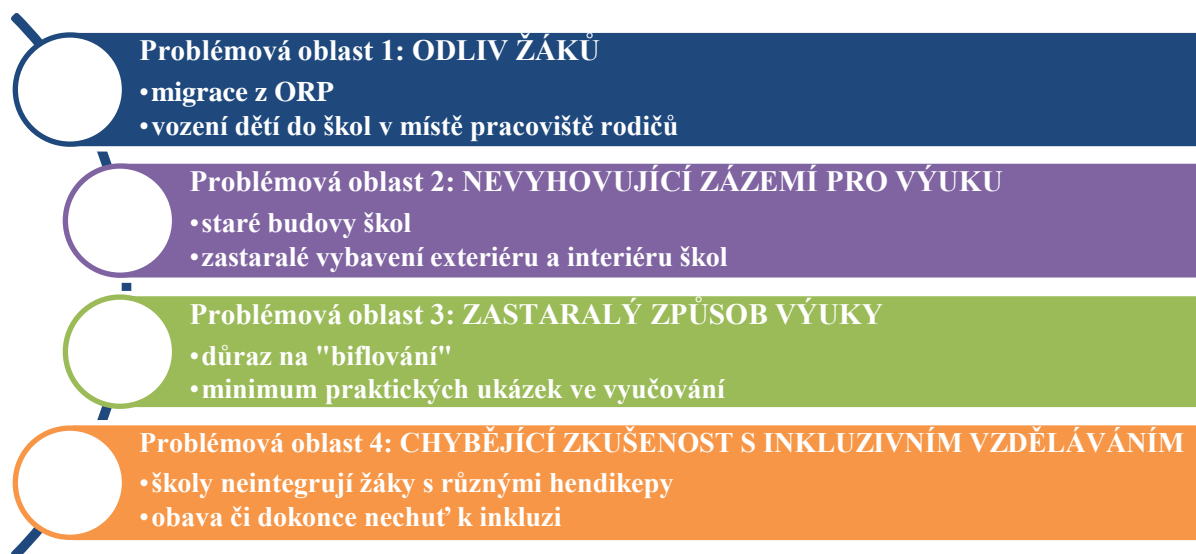 Problémová oblast 1: ODLIV ŽÁKŮ
•migrace z ORP
•vození dětí do škol v místě pracoviště rodičů
Problémová oblast 2: NEVYHOVUJÍCÍ ZÁZEMÍ PRO VÝUKU
•staré budovy škol
•zastaralé vybavení exteriéru a interiéru škol
Problémová oblast 3: ZASTARALÝ ZPŮSOB VÝUKY
•důraz na "biflování"
•minimum praktických ukázek ve vyučování
Problémová oblast 4: CHYBĚJÍCÍ ZKUŠENOST S INKLUZIVNÍM VZDĚLÁVÁNÍM
•školy neintegrují žáky s různými hendikepy
•obava či dokonce nechuť k inkluzi